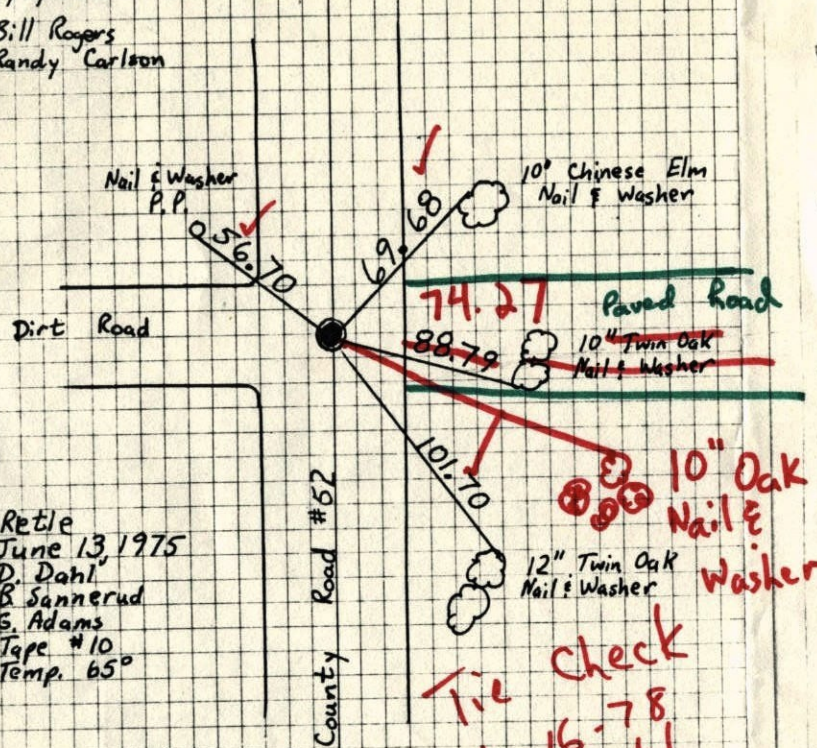 Bill Rogers
Randy Carlson
Nail & Washer
P.P.
56.70
69.68
10" Chinese Elm
Nail & Washer
74.27
Paved Road
Dirt Road
88.79
10" Twin Oak
Nail & Washer
101.70
10" Oak
Nail &
Washer
County Road #52
Retie
June 13, 1975
D. Dahl
B Sannerud
G. Adams
Tape #10
Temp. 65°
12" Twin Oak
Nail & Washer
Tie Check
16-78